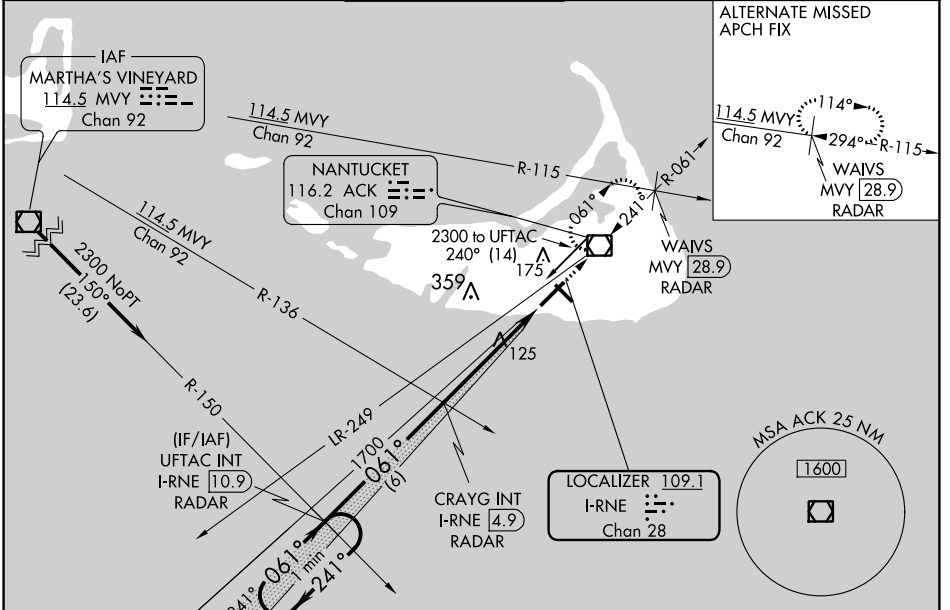 IAF
MARTHA'S VINEYARD
114.5 MVY
Chan 92
114.5 MVY
Chan 92
R-115
R-061
NANTUCKET
116.2 ACK
Chan 109
061°
241°
2300 to UFTAC
240° (14)
175
359
WAIVS
MVY 28.9
RADAR
114.5 MVY
Chan 92
R-136
2300 NoPT
150°
(23.6)
R-150
125
LR-249
1700
061°
(6)
(IF/IAF)
UFTAC INT
I-RNE 10.9
RADAR
CRAYG INT
I-RNE 4.9
RADAR
LOCALIZER 109.1
I-RNE
Chan 28
061°
1 min
241°
241°
ALTERNATE MISSED
APCH FIX
114.5 MVY
Chan 92
114°
294°
R-115
WAIVS
MVY 28.9
RADAR
MSA ACK 25 NM
1600